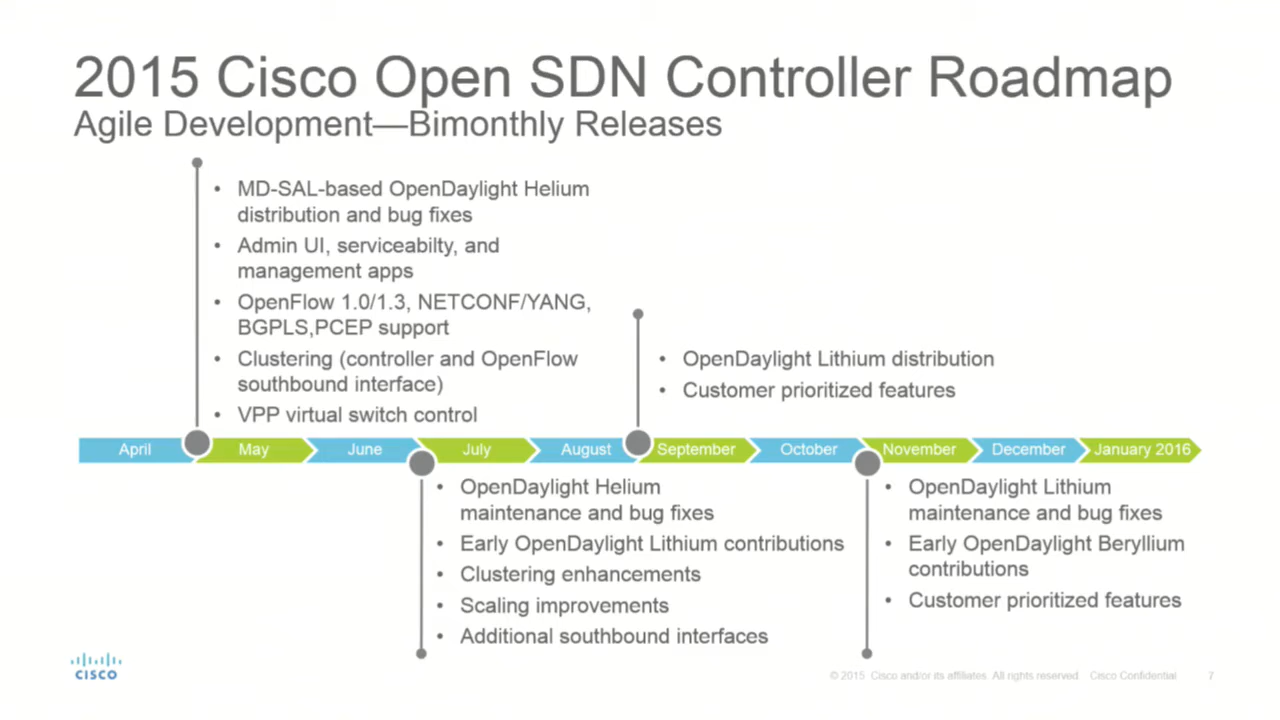 2015 Cisco Open SDN Controller Roadmap
Agile Development—Bimonthly Releases
• MD-SAL-based OpenDaylight Helium
distribution and bug fixes
• Admin UI, serviceabilty, and
management apps
• OpenFlow 1.0/1.3, NETCONF/YANG,
BGPLS,PCEP support
• Clustering (controller and OpenFlow
southbound interface)
• VPP virtual switch control
• OpenDaylight Lithium distribution
• Customer prioritized features
April May June July August September October November December January 2016
• OpenDaylight Helium
maintenance and bug fixes
• Early OpenDaylight Lithium contributions
• Clustering enhancements
• Scaling improvements
• Additional southbound interfaces
• OpenDaylight Lithium
maintenance and bug fixes
• Early OpenDaylight Beryllium
contributions
• Customer prioritized features
CISCO
© 2015 Cisco and/or its affiliates. All rights reserved. Cisco Confidential 7